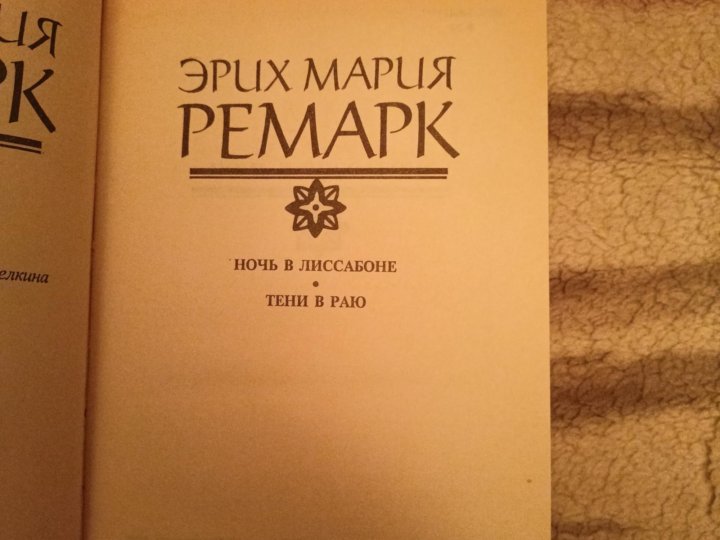 ЭРИХ МАРИЯ
РЕМАРК
НОЧЬ В ЛИССАБОНЕ
•
ТЕНИ В РАЮ